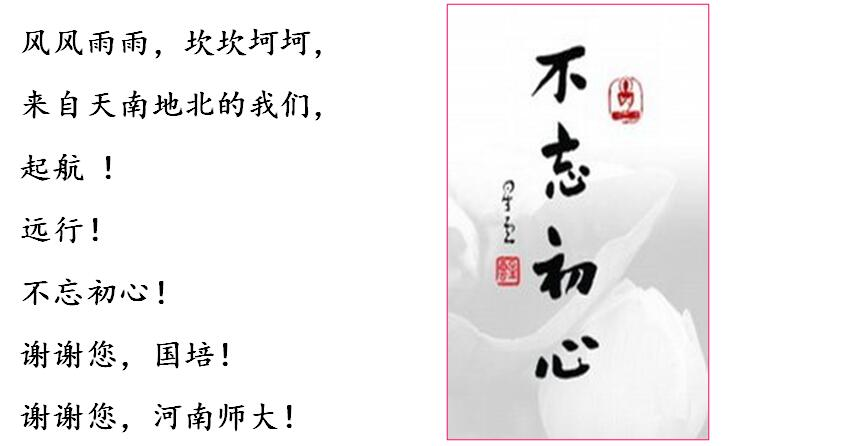 风风雨雨，坎坎坷坷，
来自天南地北的我们，
起航 ！
远行！
不忘初心！
谢谢您，国培！
谢谢您，河南师大！
不忘初心
星云